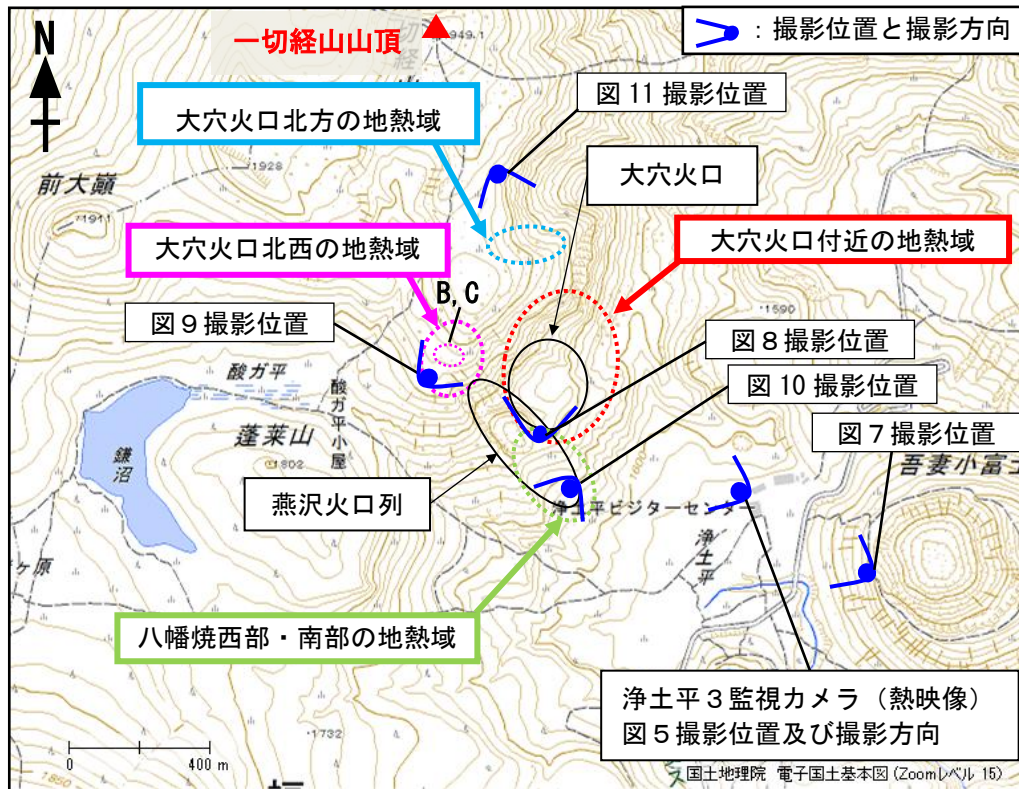 ：撮影位置と撮影方向
N
一切経山山頂
949.1
図 11 撮影位置
大穴火口北方の地熱域
・1928
大穴火口
前大巓
・1911
大穴火口付近の地熱域
大穴火口北西の地熱域
B,C
・1590
図９撮影位置
図８撮影位置
酸ガ平
図 10 撮影位置
酸ガ平小屋
蓬莱山
鎌沼
・1802
図７撮影位置
吾妻小富士
1600
燕沢火口列
浄土平ビジターセンター
浄土平
ケ原
八幡焼西部・南部の地熱域
浄土平３監視カメラ（熱映像）
図５撮影位置及び撮影方向
・1732
0 400 m
1850
国土地理院 電子国土基本図 (Zoomレベル 15)